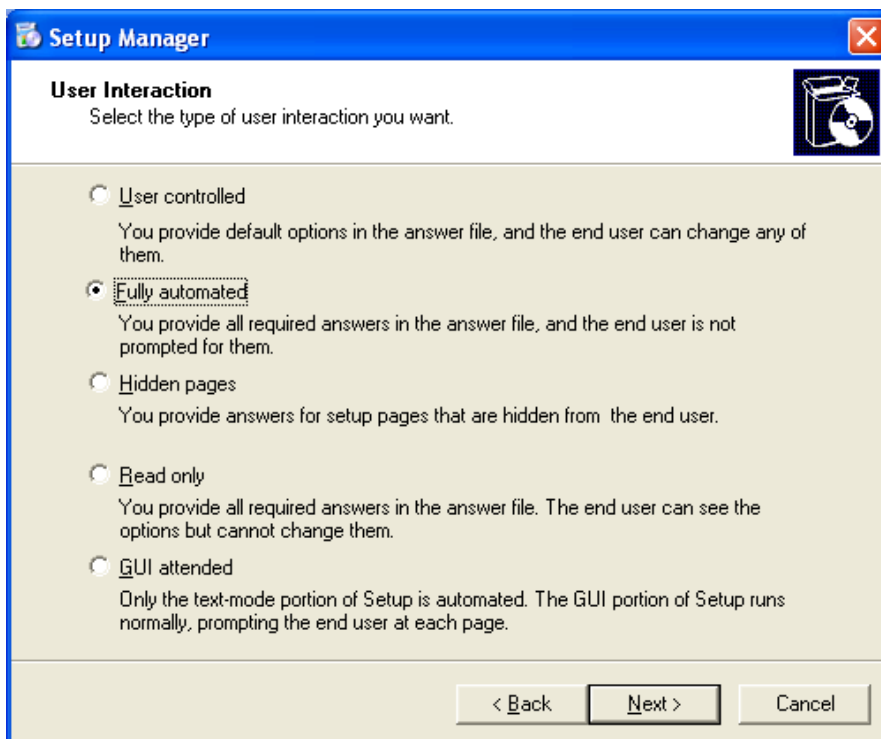 Setup Manager
User Interaction
Select the type of user interaction you want.
User controlled
You provide default options in the answer file, and the end user can change any of
them.
Fully automated
You provide all required answers in the answer file, and the end user is not
prompted for them.
Hidden pages
You provide answers for setup pages that are hidden from  the end user.
Read only
You provide all required answers in the answer file. The end user can see the
options but cannot change them.
GUI attended
Only the text-mode portion of Setup is automated. The GUI portion of Setup runs
normally, prompting the end user at each page.
< Back Next > Cancel